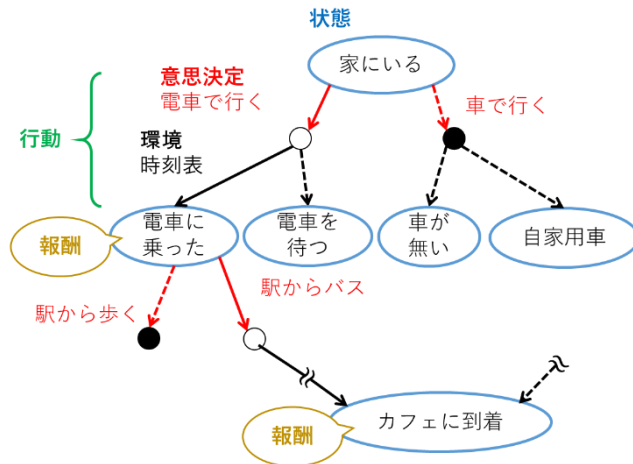 状態
家にいる
意思決定
電車で行く
車で行く
行動
環境
時刻表
電車に
乗った
電車を
待つ
車が
無い
自家用車
報酬
駅から歩く
駅からバス
カフェに到着
報酬